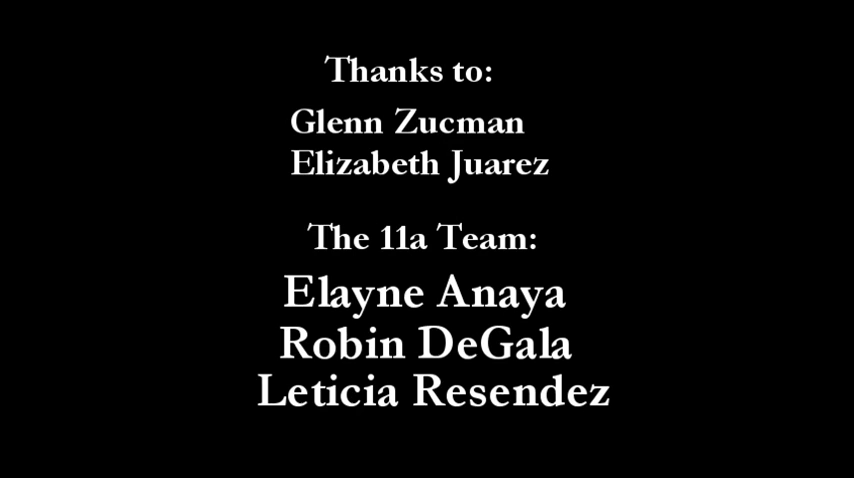 Thanks to:
Glenn Zucman
Elizabeth Juarez
The 11a Team:
Elayne Anaya
Robin DeGala
Leticia Resendez